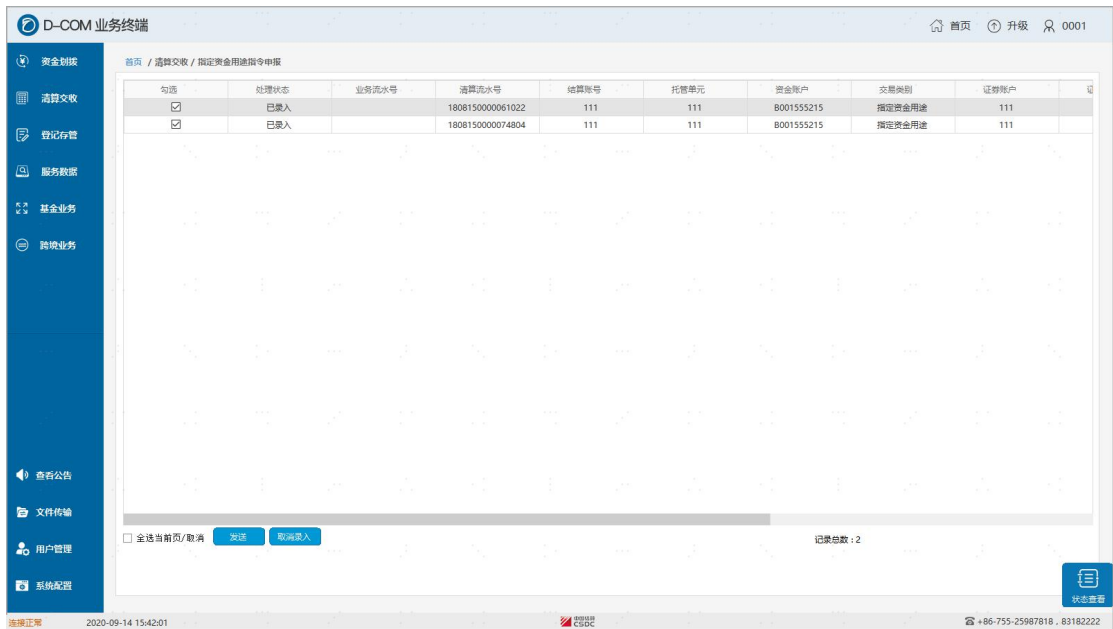 D-COM 业务终端
首页 升级 0001
资金划拨
清算交收
登记存管
服务数据
基金业务
跨境业务
查看公告
文件传输
用户管理
系统配置
首页 / 清算交收 / 指定资金用途指令申报
勾选 处理状态 业务流水号 清算流水号 结算账号 托管单元 资金账户 交易类别 证券账户 证
已录入 1808150000061022 111 111 B001555215 指定资金用途 111
已录入 1808150000074804 111 111 B001555215 指定资金用途 111
全选当前页/取消 发送 取消录入 记录总数：2
状态查看
连接正常 2020-09-14 15:42:01 中国结算 CSDC +86-755-25987818，83182222